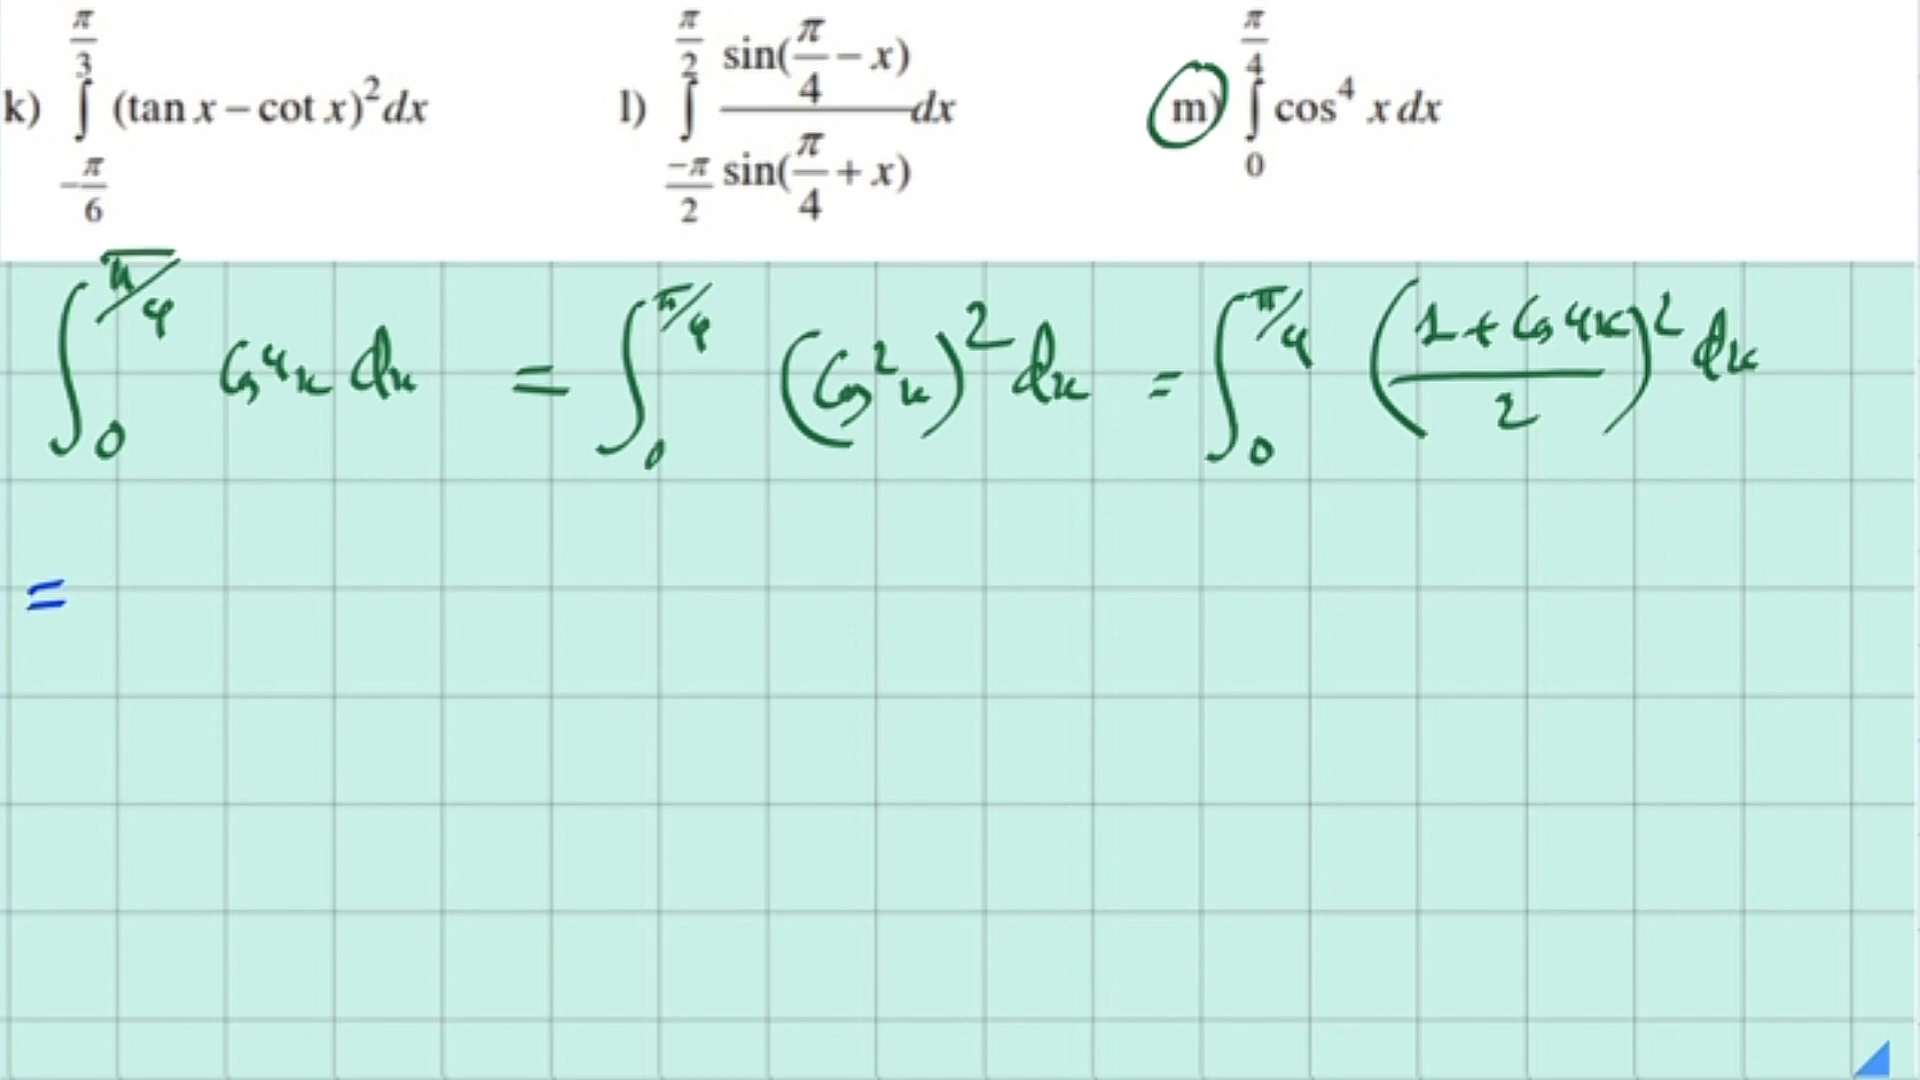 k) ∫_{-π/6}^{π/3} (tan x – cot x)² dx l) ∫_{-π/2}^{π/2} sin(π/4 – x) / sin(π/4 + x) dx m) ∫_0^{π/4} cos⁴ x dx
∫_0^{π/4} cos⁴x dx = ∫_0^{π/4} (cos²x)² dx = ∫_0^{π/4} ((1 + cos 4x)/2)² dx
=